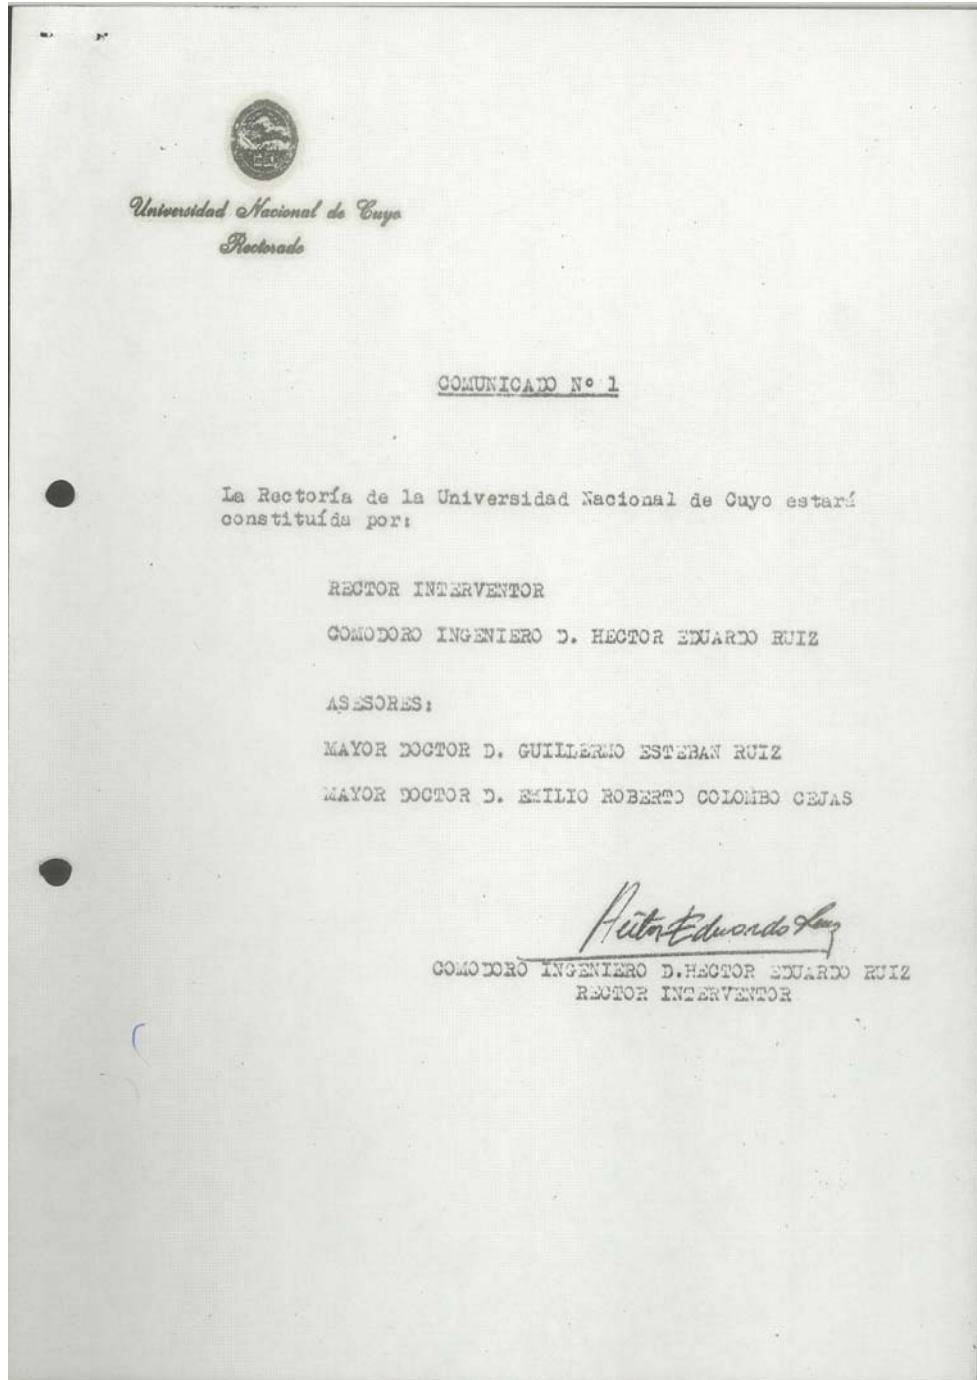 Universidad Nacional de Cuyo
Rectorado
COMUNICADO Nº 1
La Rectoría de la Universidad Nacional de Cuyo estará
constituída por:
RECTOR INTERVENTOR
COMODORO INGENIERO D. HECTOR EDUARDO RUIZ
ASESORES:
MAYOR DOCTOR D. GUILLERMO ESTEBAN RUIZ
MAYOR DOCTOR D. EMILIO ROBERTO COLOMBO CEJAS
Héctor Eduardo Ruiz
COMODORO INGENIERO D.HECTOR EDUARDO RUIZ
RECTOR INTERVENTOR